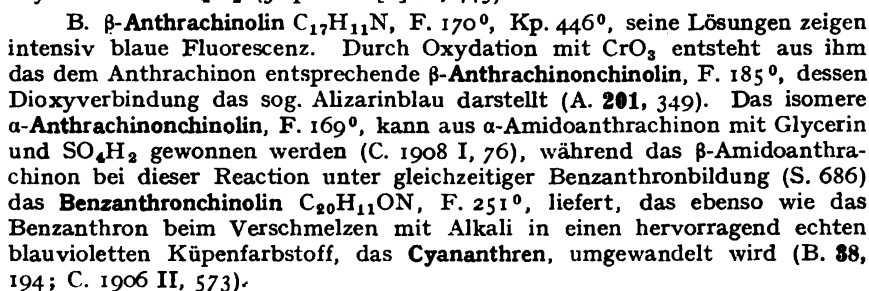 B. β-Anthrachinolin C₁₇H₁₁N, F. 170⁰, Kp. 446⁰, seine Lösungen zeigen
intensiv blaue Fluorescenz. Durch Oxydation mit CrO₃ entsteht aus ihm
das dem Anthrachinon entsprechende β-Anthrachinonchinolin, F. 185⁰, dessen
Dioxyverbindung das sog. Alizarinblau darstellt (A. 201, 349). Das isomere
α-Anthrachinonchinolin, F. 169⁰, kann aus α-Amidoanthrachinon mit Glycerin
und SO₄H₂ gewonnen werden (C. 1908 I, 76), während das β-Amidoanthra-
chinon bei dieser Reaction unter gleichzeitiger Benzanthronbildung (S. 686)
das Benzanthronchinolin C₂₀H₁₁ON, F. 251⁰, liefert, das ebenso wie das
Benzanthron beim Verschmelzen mit Alkali in einen hervorragend echten
blauvioletten Küpenfarbstoff, das Cyananthren, umgewandelt wird (B. 38,
194; C. 1906 II, 573).